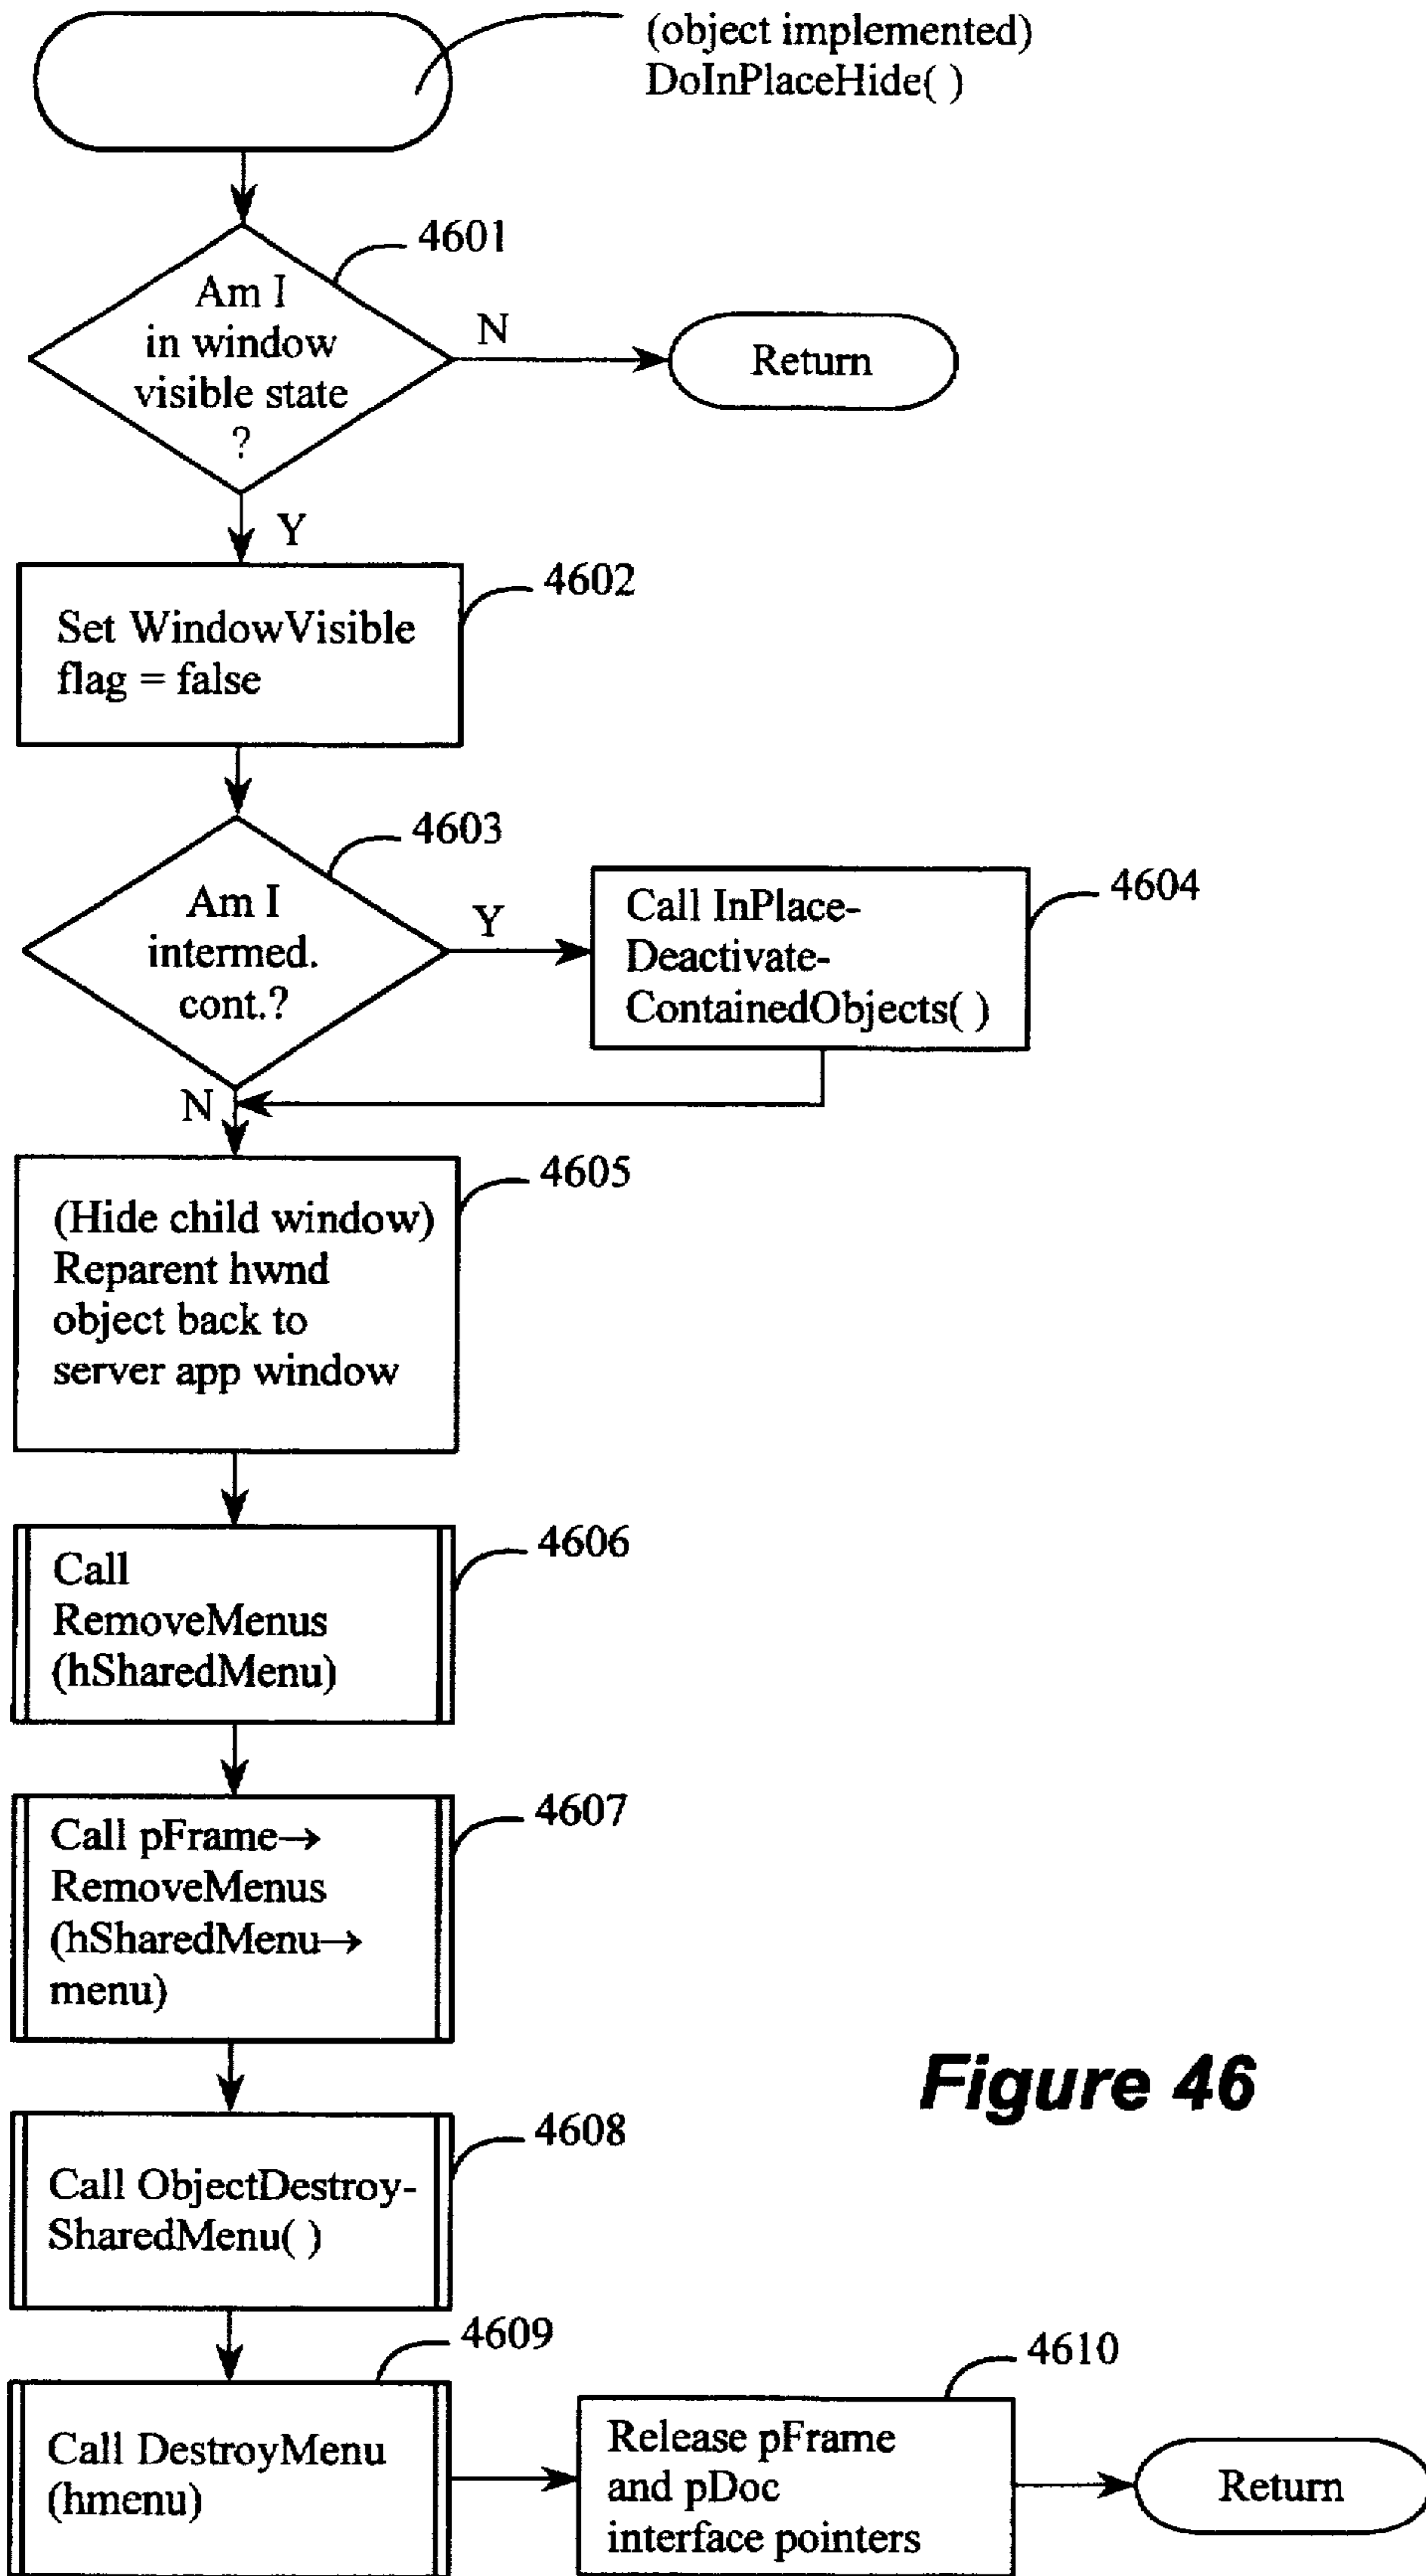 (object implemented)
DoInPlaceHide( )
4601
Am I
in window
visible state
?
N
Return
Y
4602
Set WindowVisible
flag = false
4603
Am I
intermed.
cont.?
Y
4604
Call InPlace-
Deactivate-
ContainedObjects( )
N
4605
(Hide child window)
Reparent hwnd
object back to
server app window
4606
Call
RemoveMenus
(hSharedMenu)
4607
Call pFrame→
RemoveMenus
(hSharedMenu→
menu)
Figure 46
4608
Call ObjectDestroy-
SharedMenu( )
4609
Call DestroyMenu
(hmenu)
4610
Release pFrame
and pDoc
interface pointers
Return